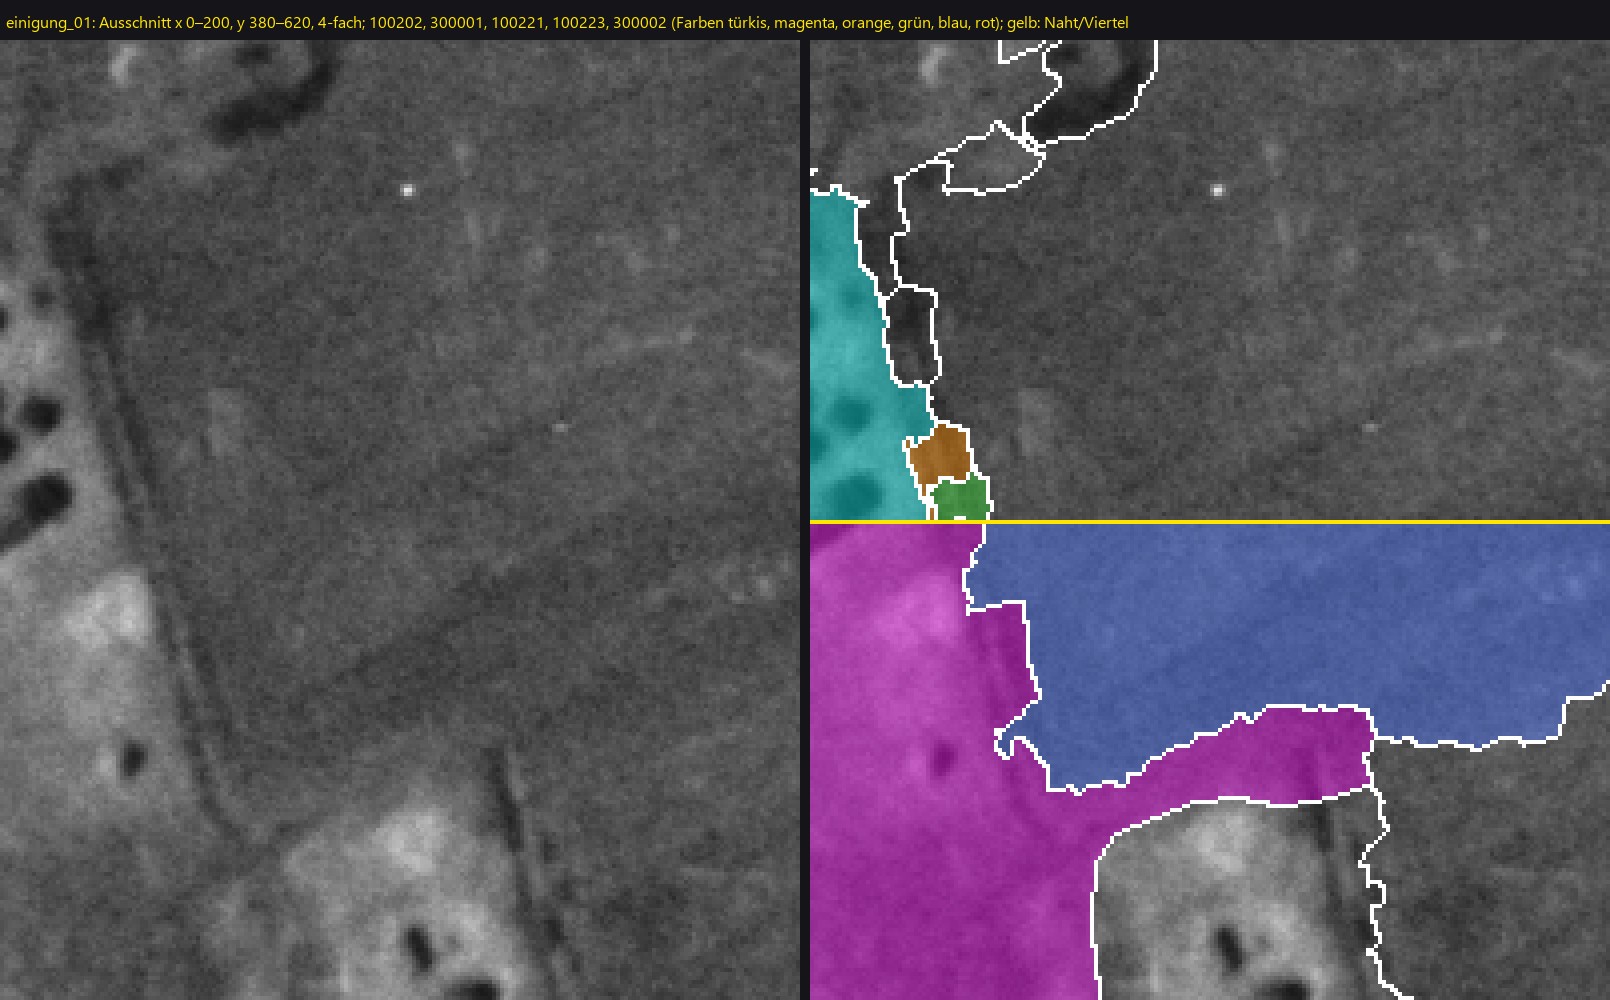 einigung_01: Ausschnitt x 0–200, y 380–620, 4-fach; 100202, 300001, 100221, 100223, 300002 (Farben türkis, magenta, orange, grün, blau, rot); gelb: Naht/Viertel